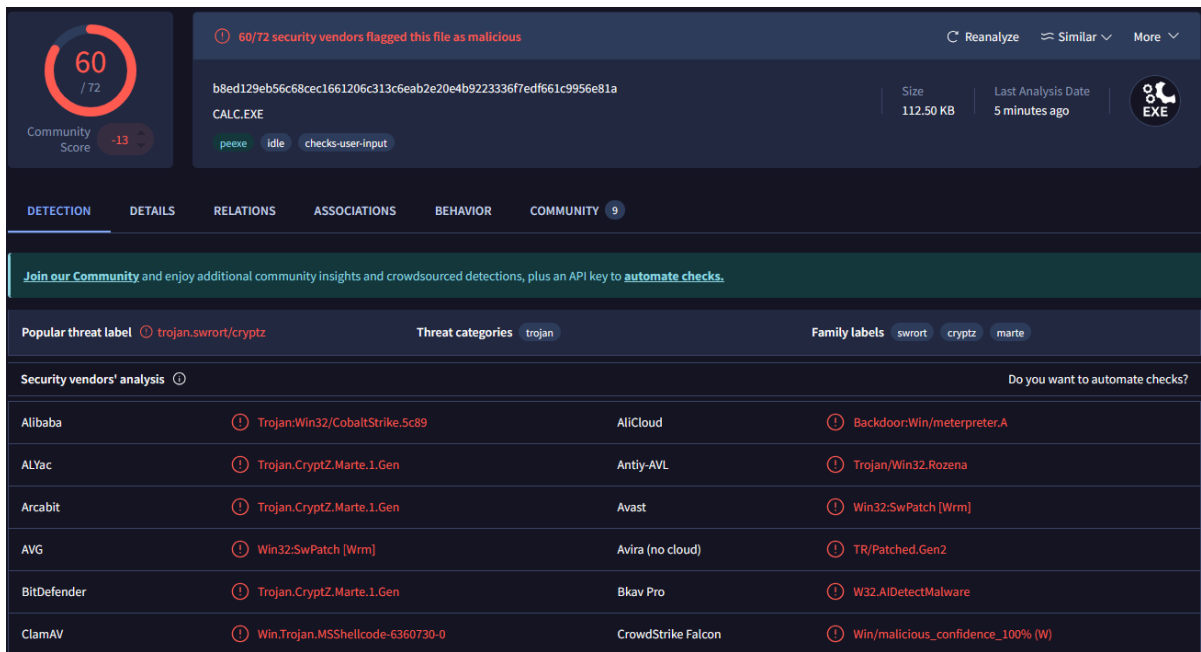 60
/ 72
Community
Score
-13
60/72 security vendors flagged this file as malicious
Reanalyze
Similar
More
b8ed129eb56c68cec1661206c313c6eab2e20e4b9223336f7edf661c9956e81a
CALC.EXE
peexe
idle
checks-user-input
Size
112.50 KB
Last Analysis Date
5 minutes ago
EXE
DETECTION
DETAILS
RELATIONS
ASSOCIATIONS
BEHAVIOR
COMMUNITY 9
Join our Community and enjoy additional community insights and crowdsourced detections, plus an API key to automate checks.
Popular threat label trojan.swrort/cryptz
Threat categories trojan
Family labels swrort cryptz marte
Security vendors' analysis
Do you want to automate checks?
Alibaba Trojan:Win32/CobaltStrike.5c89 AliCloud Backdoor:Win/meterpreter.A
ALYac Trojan.CryptZ.Marte.1.Gen Antiy-AVL Trojan/Win32.Rozena
Arcabit Trojan.CryptZ.Marte.1.Gen Avast Win32:SwPatch [Wrm]
AVG Win32:SwPatch [Wrm] Avira (no cloud) TR/Patched.Gen2
BitDefender Trojan.CryptZ.Marte.1.Gen Bkav Pro W32.AIDetectMalware
ClamAV Win.Trojan.MSShellcode-6360730-0 CrowdStrike Falcon Win/malicious_confidence_100% (W)